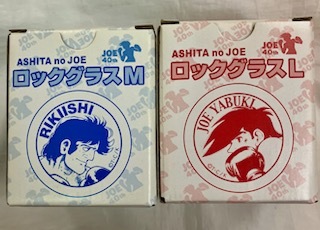 ASHITA no JOE
JOE
40th
ロックグラスM
RIKIISHI
ASHITA no JOE
JOE
40th
ロックグラスL
JOE YABUKI